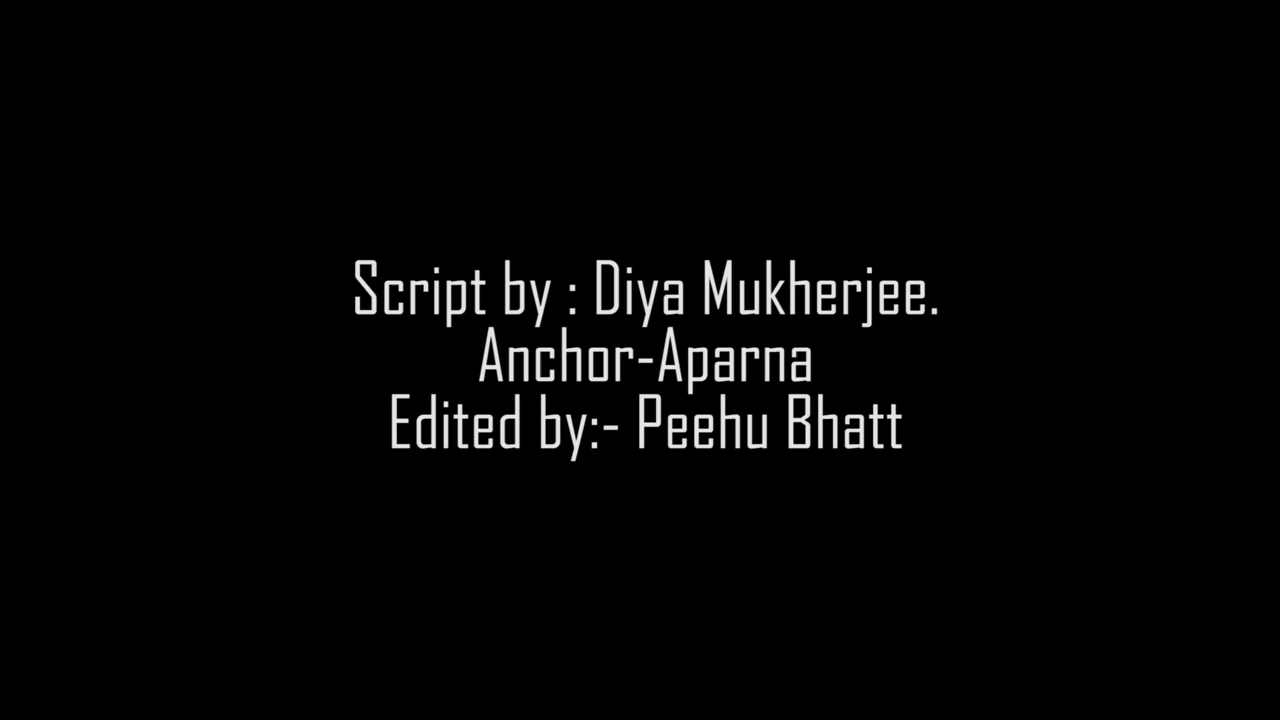 Script by : Diya Mukherjee.
Anchor-Aparna
Edited by:- Peehu Bhatt